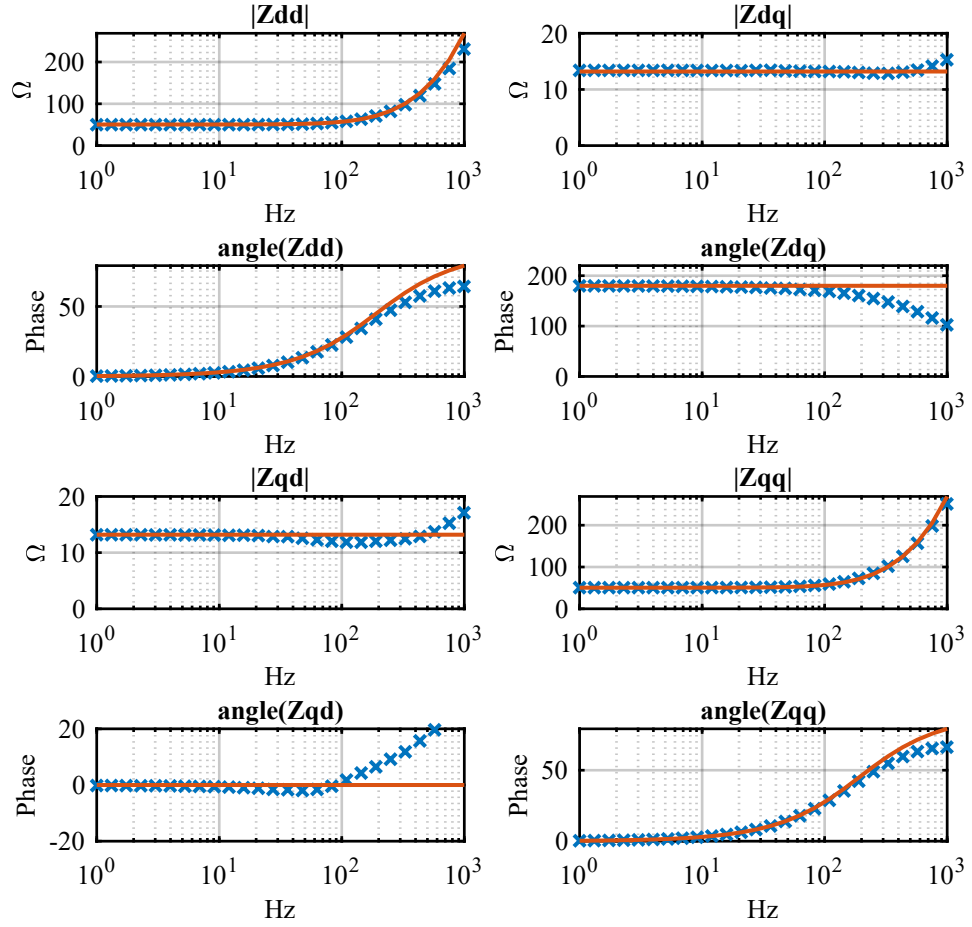 |Zdd|
200
100
0
Ω
10^0 10^1 10^2 10^3
Hz
|Zdq|
20
10
0
Ω
10^0 10^1 10^2 10^3
Hz
angle(Zdd)
50
0
Phase
10^0 10^1 10^2 10^3
Hz
angle(Zdq)
200
100
0
Phase
10^0 10^1 10^2 10^3
Hz
|Zqd|
20
10
0
Ω
10^0 10^1 10^2 10^3
Hz
|Zqq|
200
100
0
Ω
10^0 10^1 10^2 10^3
Hz
angle(Zqd)
20
0
-20
Phase
10^0 10^1 10^2 10^3
Hz
angle(Zqq)
50
0
Phase
10^0 10^1 10^2 10^3
Hz